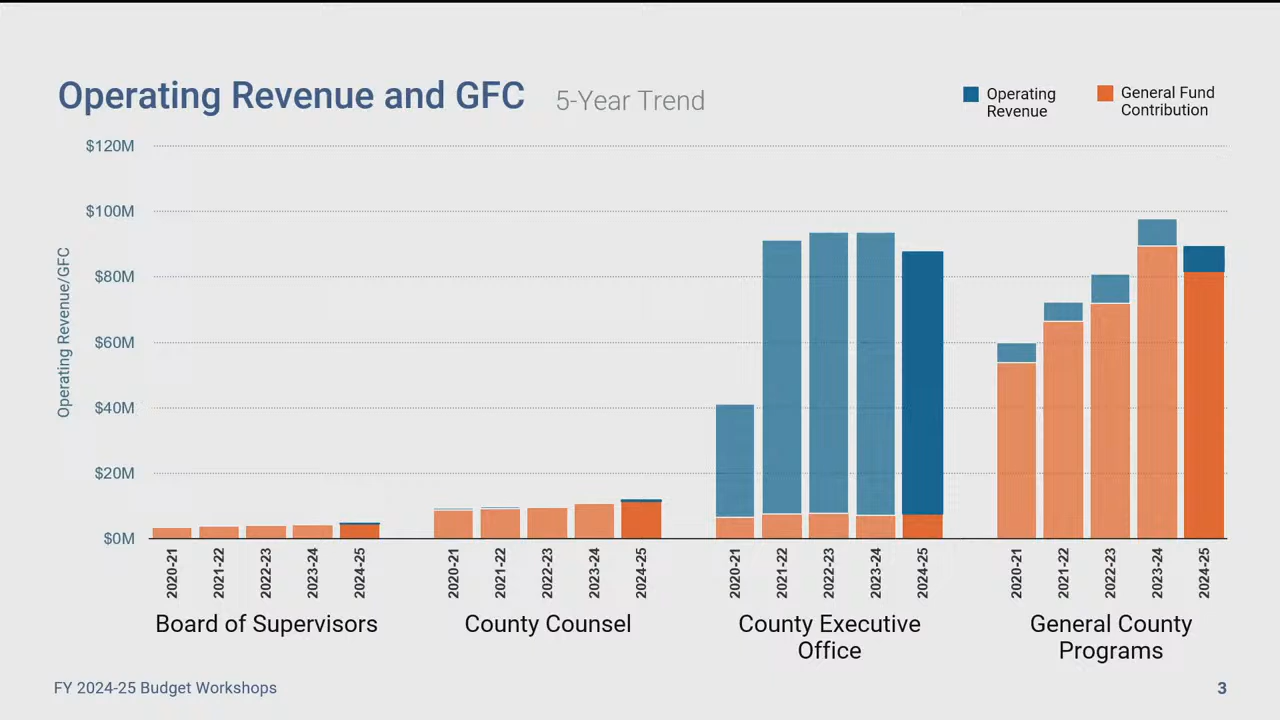 Operating Revenue and GFC 5-Year Trend
Operating
Revenue
General Fund
Contribution
Operating Revenue/GFC
$120M
$100M
$80M
$60M
$40M
$20M
$0M
2020-21 2021-22 2022-23 2023-24 2024-25
Board of Supervisors
2020-21 2021-22 2022-23 2023-24 2024-25
County Counsel
2020-21 2021-22 2022-23 2023-24 2024-25
County Executive
Office
2020-21 2021-22 2022-23 2023-24 2024-25
General County
Programs
FY 2024-25 Budget Workshops
3